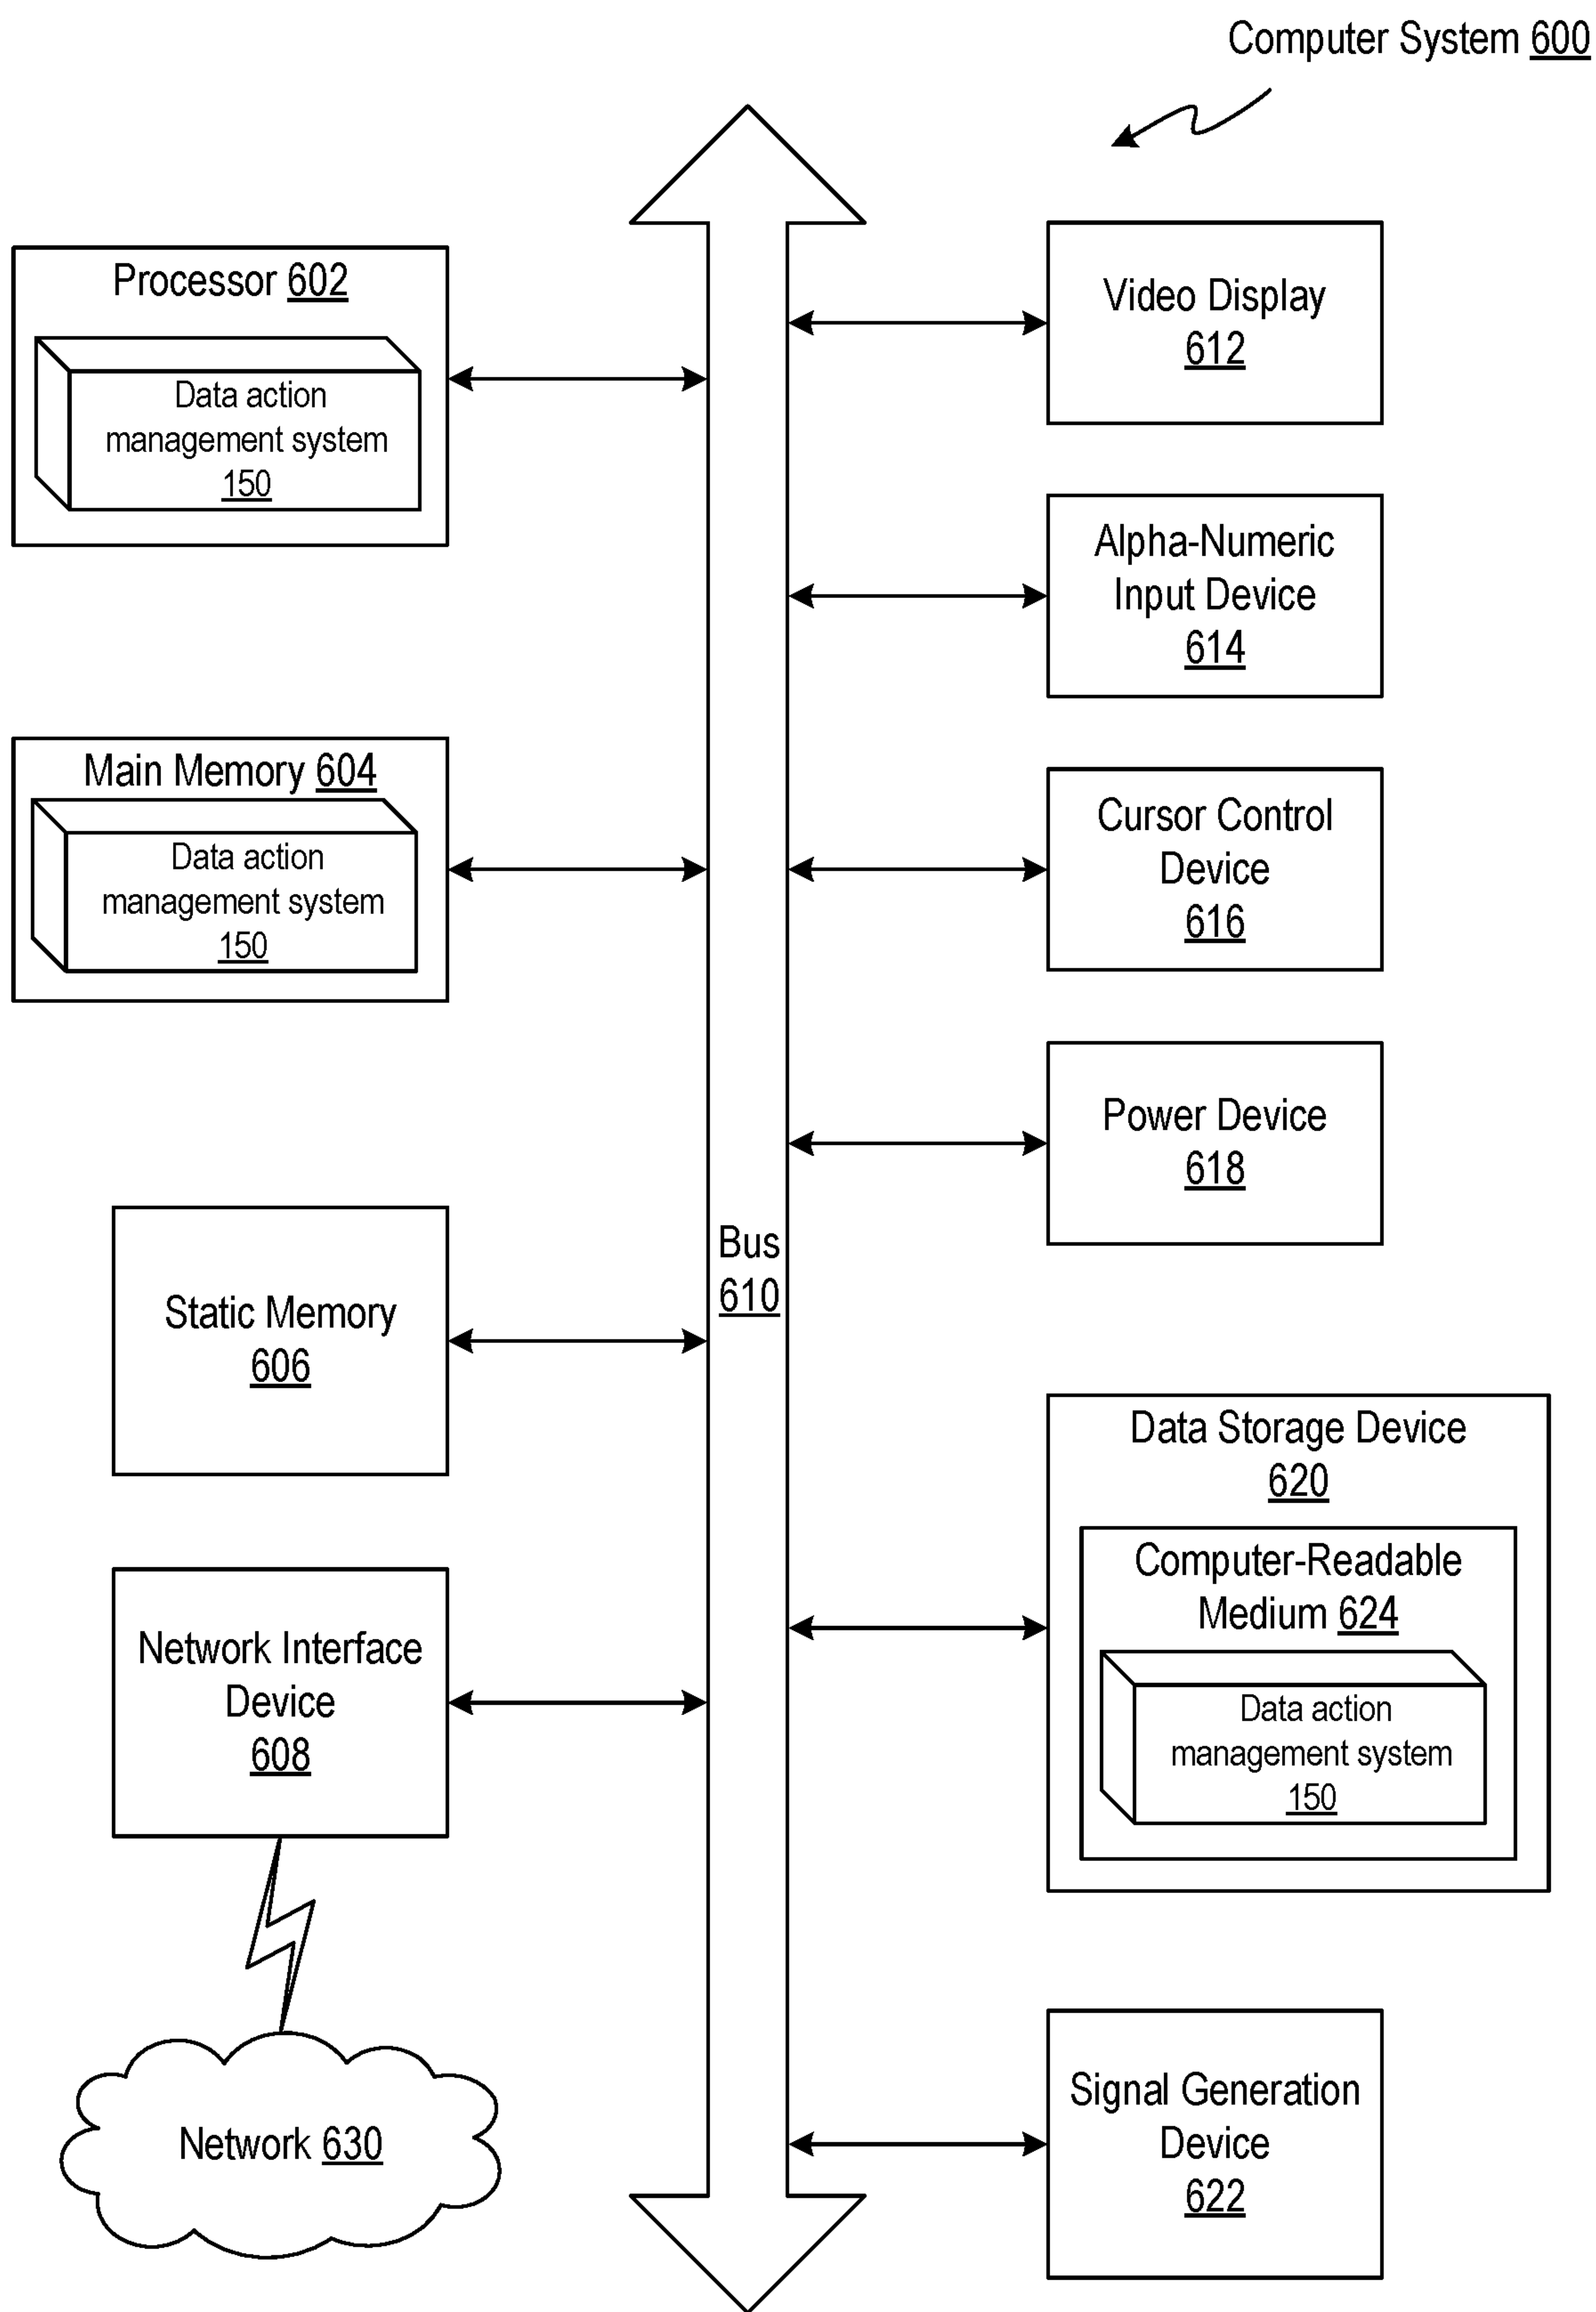 Computer System 600
Processor 602
Data action
management system
150
Main Memory 604
Data action
management system
150
Static Memory
606
Network Interface
Device
608
Network 630
Bus
610
Video Display
612
Alpha-Numeric
Input Device
614
Cursor Control
Device
616
Power Device
618
Data Storage Device
620
Computer-Readable
Medium 624
Data action
management system
150
Signal Generation
Device
622